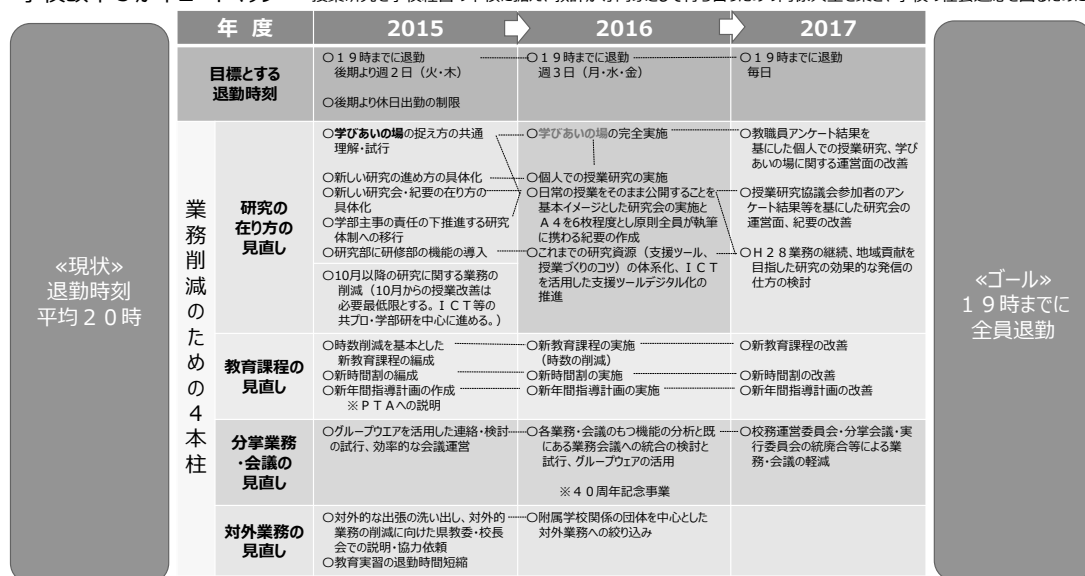 年 度
2015
2016
2017
≪現状≫
退勤時刻
平均２０時
目標とする
退勤時刻
○１９時までに退勤
後期より週２日（火・木）
○後期より休日出勤の制限
○１９時までに退勤
週３日（月・水・金）
○１９時までに退勤
毎日
業務削減のための４本柱
研究の
在り方の
見直し
○学びあいの場の捉え方の共通
理解・試行
○新しい研究の進め方の具体化
○新しい研究会・紀要の在り方の
具体化
○学部主事の責任の下推進する研究
体制への移行
○研究部に研修部の機能の導入
○10月以降の研究に関する業務の
削減（10月からの授業改善は
必要最低限とする。ＩＣＴ等の
共プロ・学部研を中心に進める。）
○学びあいの場の完全実施
○個人での授業研究の実施
○日常の授業をそのまま公開することを
基本イメージとした研究会の実施と
Ａ４を6枚程度とし原則全員が執筆
に携わる紀要の作成
○これまでの研究資源（支援ツール、
授業づくりのコツ）の体系化、ＩＣＴ
を活用した支援ツールデジタル化の
推進
○教職員アンケート結果を
基にした個人での授業研究、学び
あいの場に関する運営面の改善
○授業研究協議会参加者のアン
ケート結果等を基にした研究会の
運営面、紀要の改善
○Ｈ２８業務の継続、地域貢献を
目指した研究の効果的な発信の
仕方の検討
教育課程の
見直し
○時数削減を基本とした
新教育課程の編成
○新時間割の編成
○新年間指導計画の作成
※ＰＴＡへの説明
○新教育課程の実施
（時数の削減）
○新時間割の実施
○新年間指導計画の実施
○新教育課程の改善
○新時間割の改善
○新年間指導計画の改善
分掌業務
・会議の
見直し
○グループウエアを活用した連絡・検討
の試行、効率的な会議運営
○各業務・会議のもつ機能の分析と既
にある業務会議への統合の検討と
試行、グループウェアの活用
※４０周年記念事業
○校務運営委員会・分掌会議・実
行委員会の統廃合等による業
務・会議の軽減
対外業務の
見直し
○対外的な出張の洗い出し、対外的
業務の削減に向けた県教委・校長
会での説明・協力依頼
○教育実習の退勤時間短縮
○附属学校関係の団体を中心とした
対外業務への絞り込み
≪ゴール≫
１９時までに
全員退勤